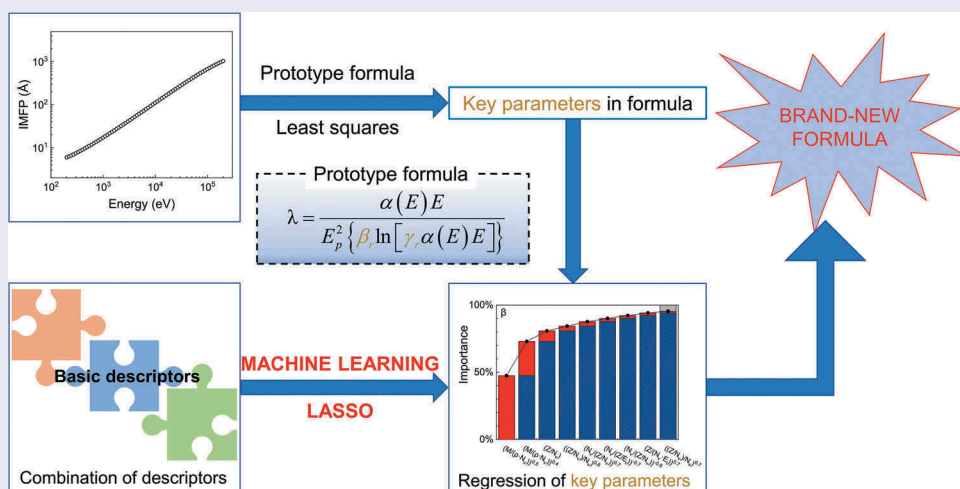 IMFP (Å)
10³
10²
10¹
10² 10³ 10⁴ 10⁵
Energy (eV)
Prototype formula
Least squares
Key parameters in formula
BRAND-NEW
FORMULA
Prototype formula
λ = α(E)E / E_p² {β_r ln[γ_r α(E)E]}
Basic descriptors
Combination of descriptors
MACHINE LEARNING
LASSO
β
Importance
100%
50%
0%
(Z/Nᵥ)
Regression of key parameters